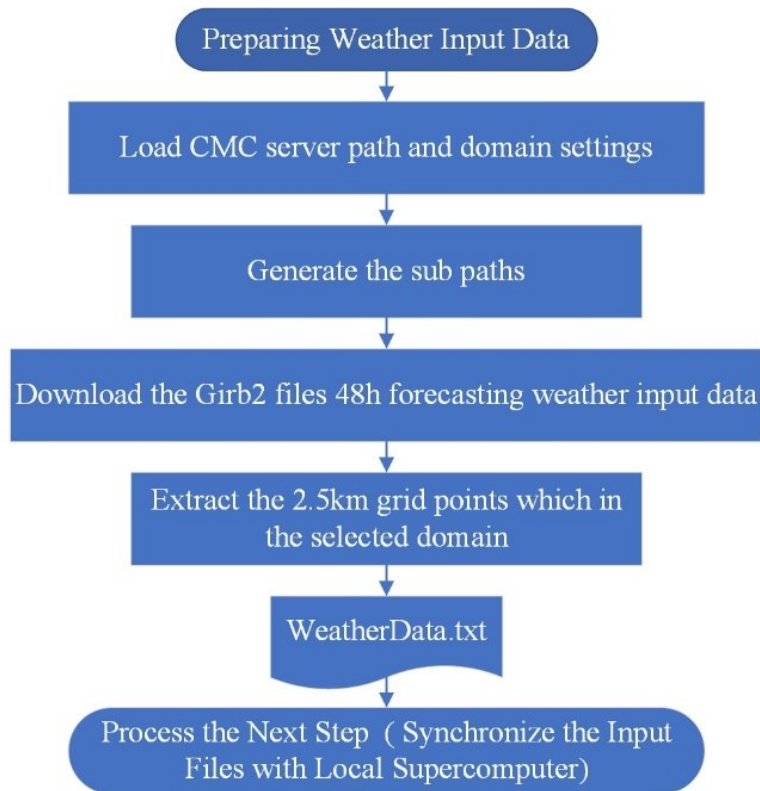 Preparing Weather Input Data
Load CMC server path and domain settings
Generate the sub paths
Download the Girb2 files 48h forecasting weather input data
Extract the 2.5km grid points which in
the selected domain
WeatherData.txt
Process the Next Step ( Synchronize the Input
Files with Local Supercomputer)